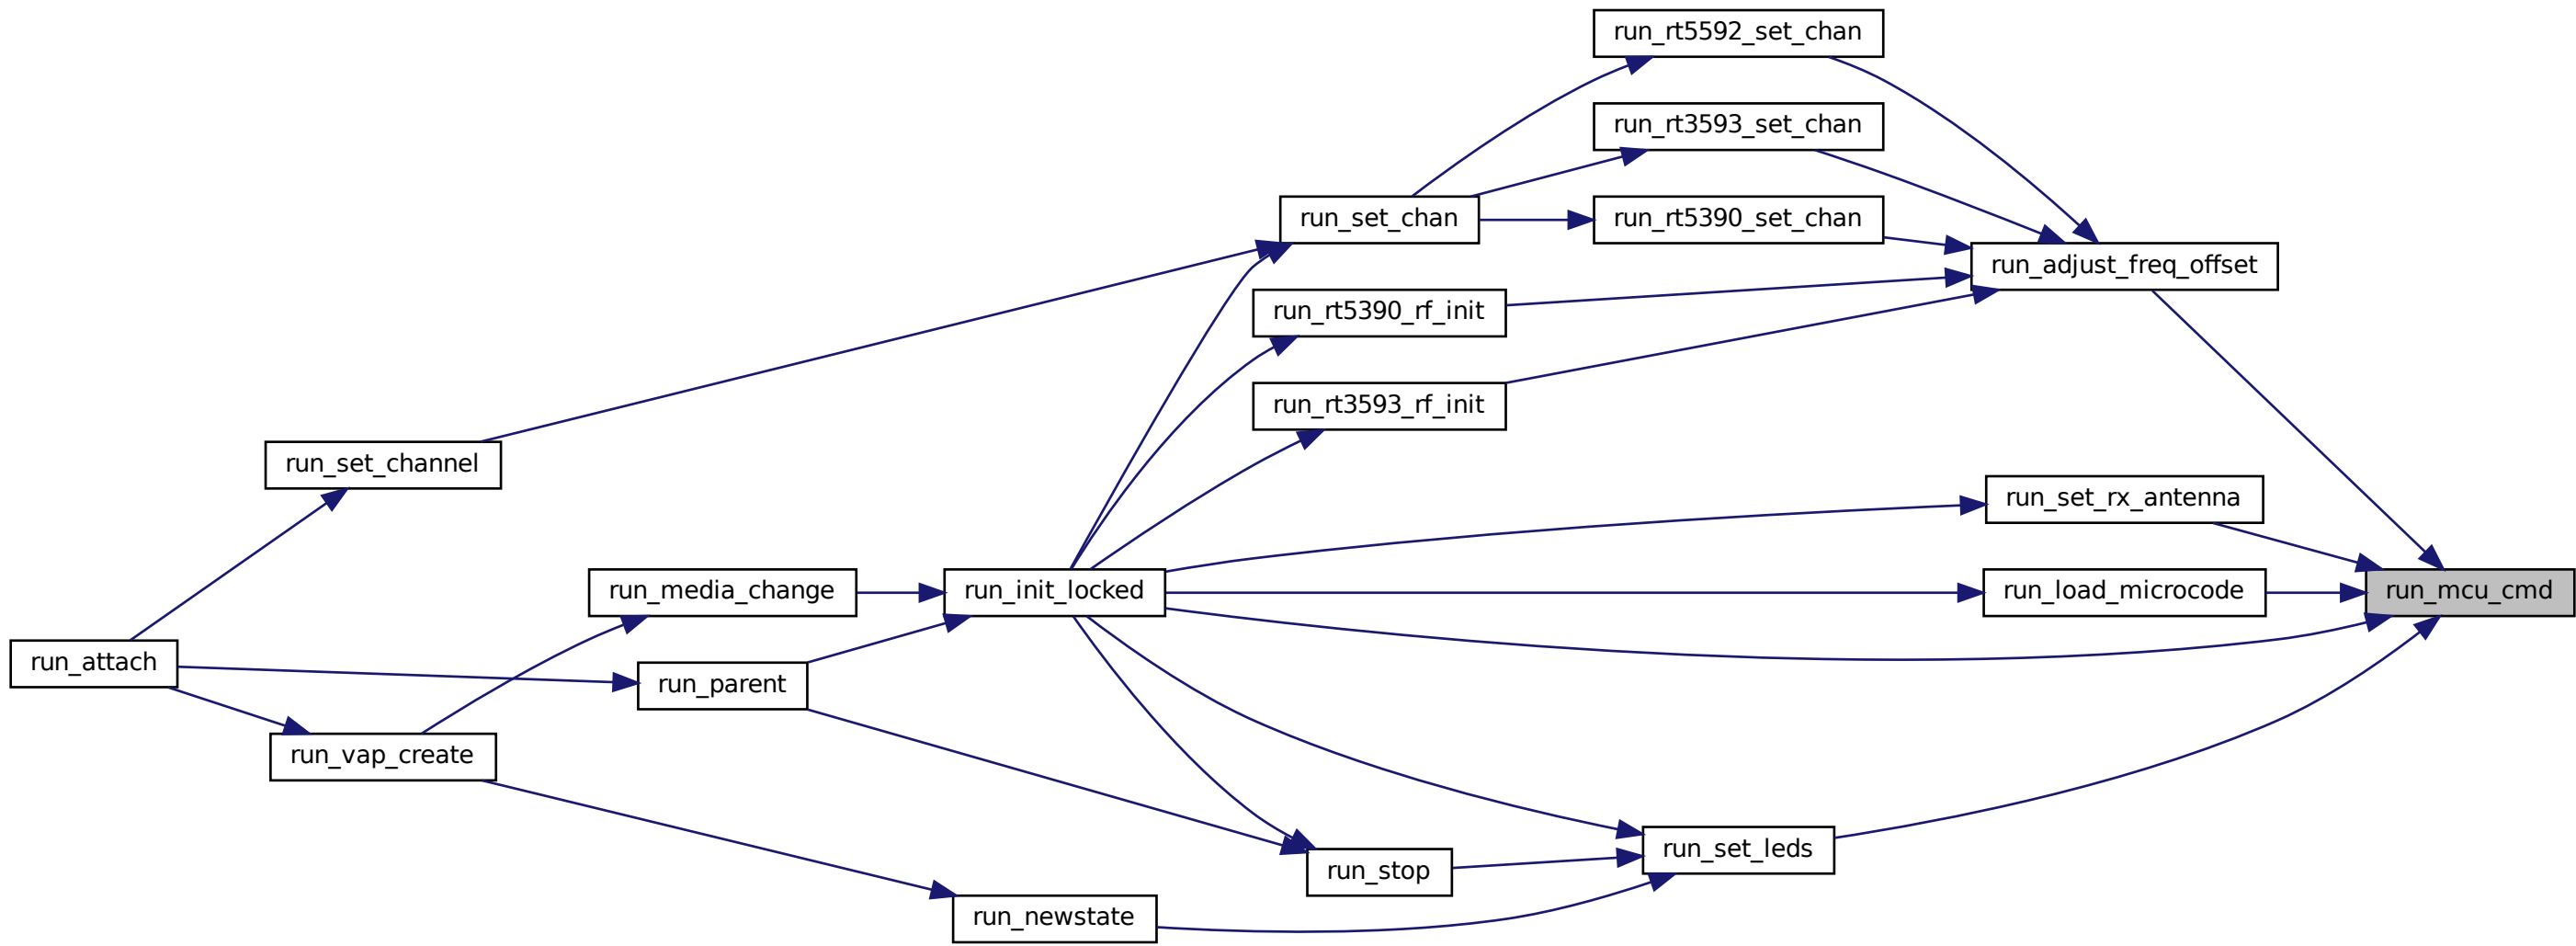 run_rt5592_set_chan
run_rt3593_set_chan
run_set_chan
run_rt5390_set_chan
run_adjust_freq_offset
run_rt5390_rf_init
run_rt3593_rf_init
run_set_channel
run_set_rx_antenna
run_media_change
run_init_locked
run_load_microcode
run_mcu_cmd
run_attach
run_parent
run_vap_create
run_set_leds
run_stop
run_newstate